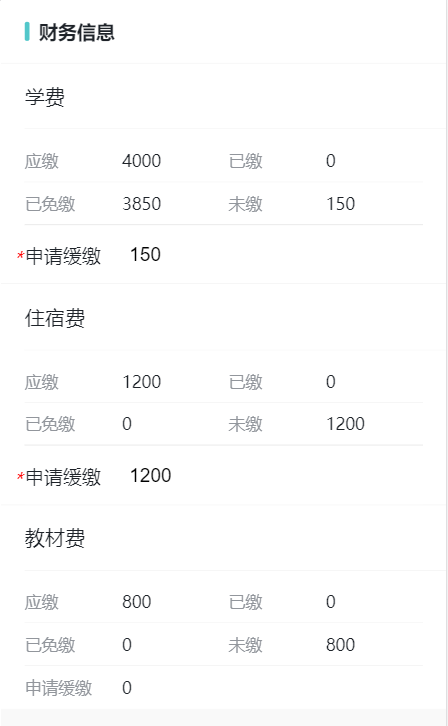 财务信息
学费
应缴 4000 已缴 0
已免缴 3850 未缴 150
*申请缓缴 150
住宿费
应缴 1200 已缴 0
已免缴 0 未缴 1200
*申请缓缴 1200
教材费
应缴 800 已缴 0
已免缴 0 未缴 800
申请缓缴 0